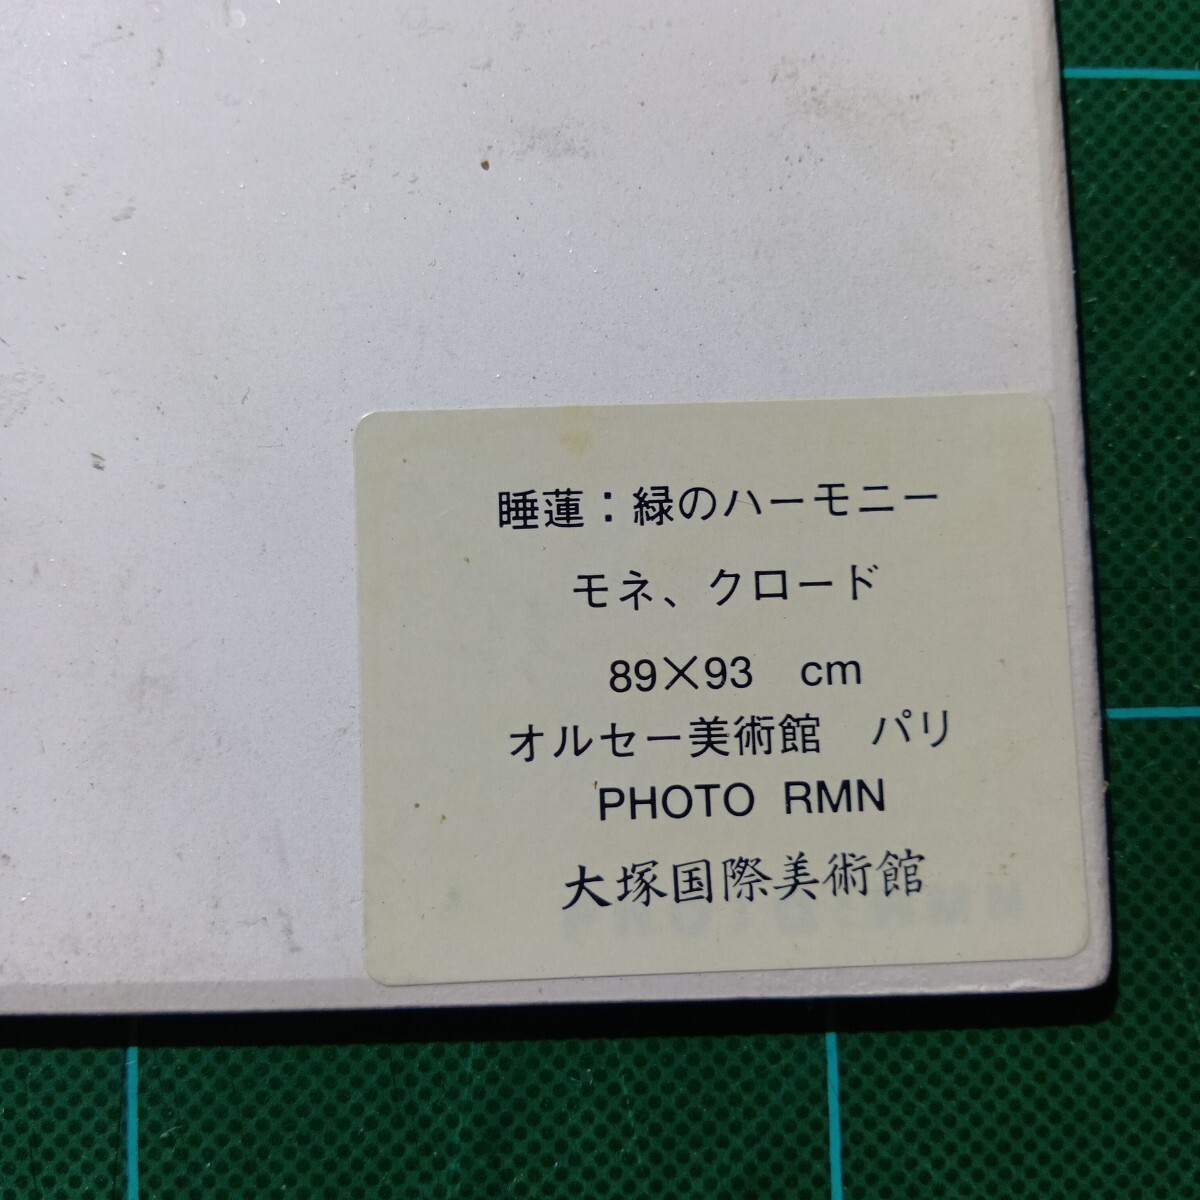 睡蓮：緑のハーモニー
モネ、クロード
89×93　cm
オルセー美術館　パリ
PHOTO RMN
大塚国際美術館